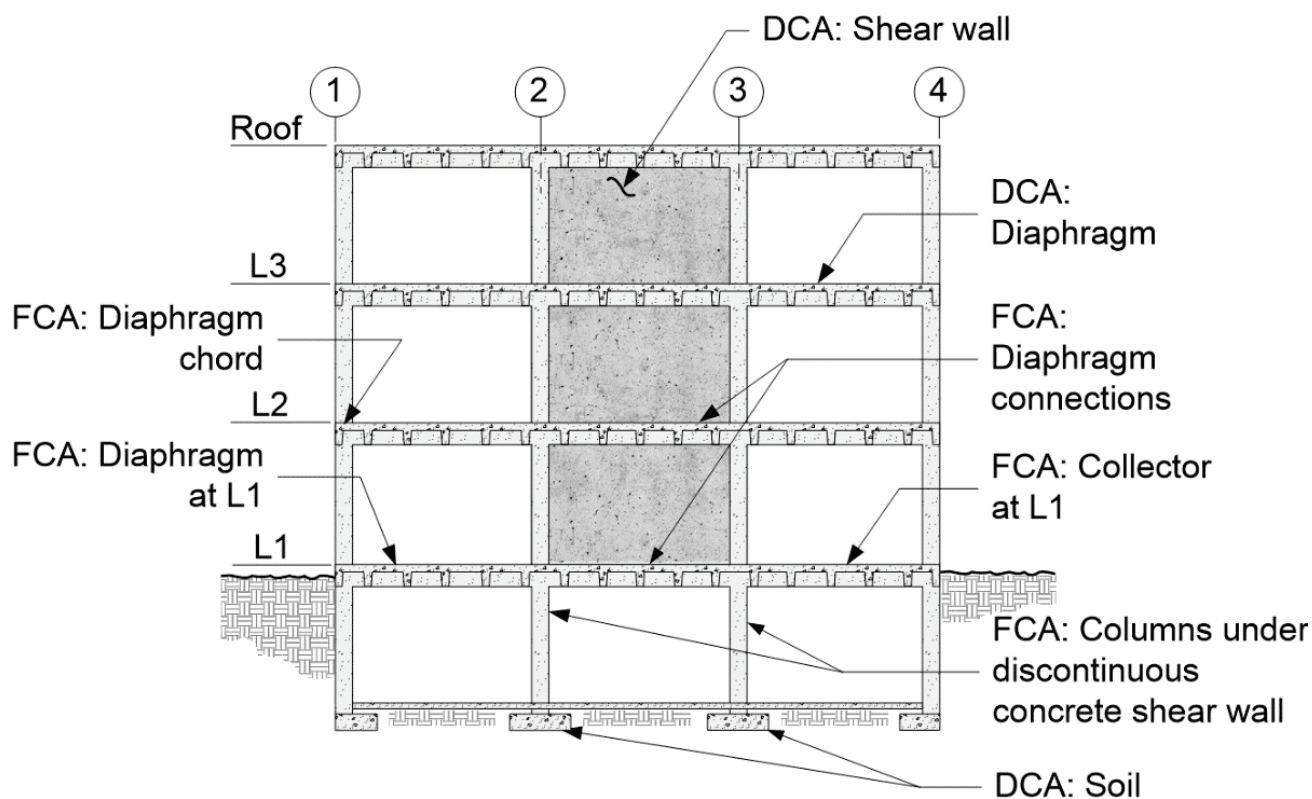 DCA: Shear wall
1
2
3
4
Roof
DCA:
Diaphragm
L3
FCA: Diaphragm
chord
FCA:
Diaphragm
connections
L2
FCA: Diaphragm
at L1
FCA: Collector
at L1
L1
FCA: Columns under
discontinuous
concrete shear wall
DCA: Soil